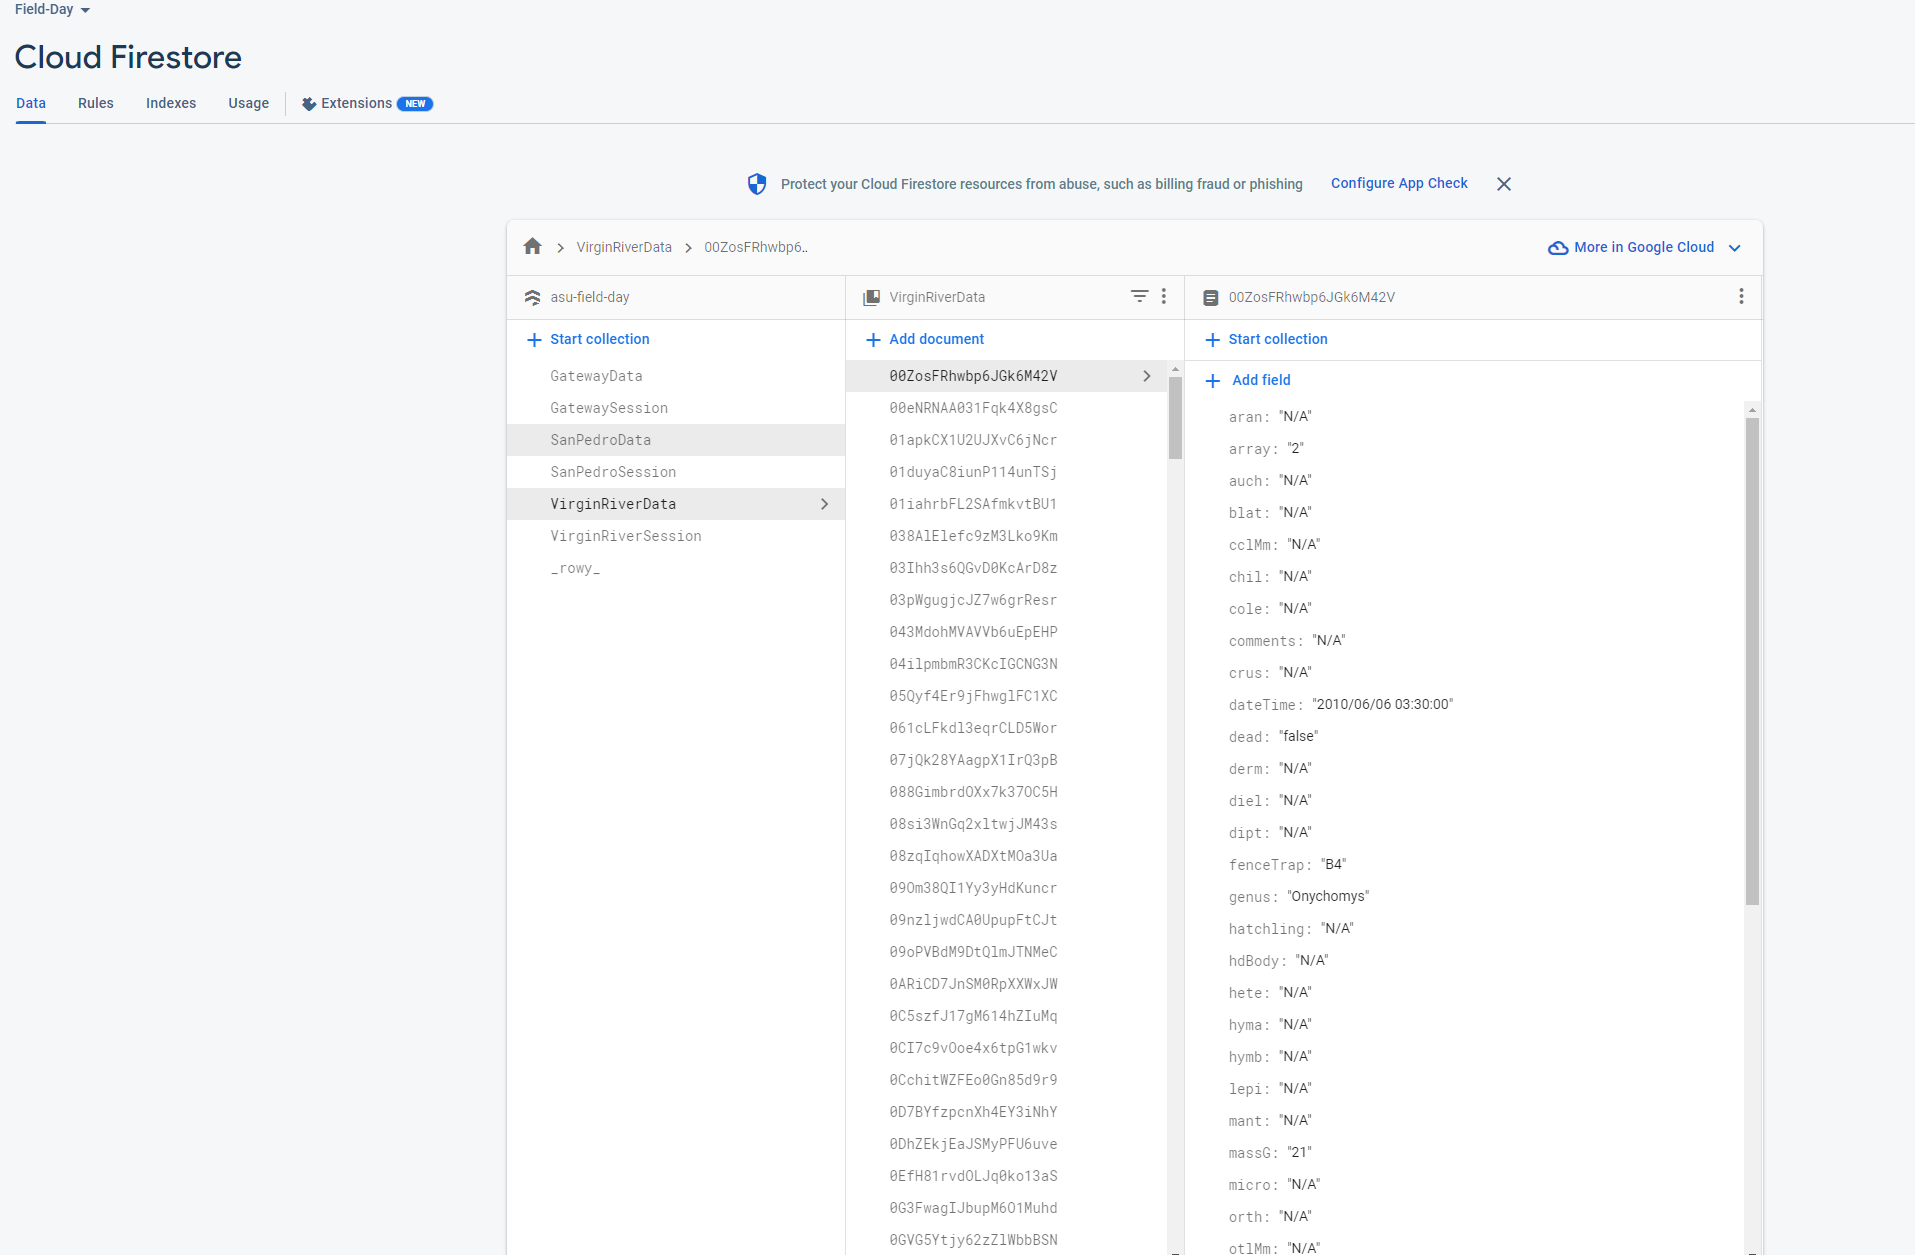 Field-Day
Cloud Firestore
Data Rules Indexes Usage Extensions NEW
Protect your Cloud Firestore resources from abuse, such as billing fraud or phishing Configure App Check
VirginRiverData 00ZosFRhwbp6..
More in Google Cloud
asu-field-day
Start collection
GatewayData
GatewaySession
SanPedroData
SanPedroSession
VirginRiverData
VirginRiverSession
_rowy_
VirginRiverData
Add document
00ZosFRhwbp6JGk6M42V
00eNRNAA031Fqk4X8gsC
01apkCX1U2UJXvC6jNcr
01duyaC8iunP114unTSj
01iahrbFL2SAfmkvtBU1
038AlElefc9zM3Lko9Km
03Ihh3s6QGvD0KcArD8z
03pWgugjcJZ7w6grResr
043MdohMVAVVb6uEpEHP
04ilpmbmR3CKcIGCNG3N
05Qyf4Er9jFhwglFC1XC
061cLFkdl3eqrCLD5Wor
07jQk28YAagpX1IrQ3pB
088GimbrdOXx7k37OC5H
08si3WnGq2xltwjJM43s
08zqIqhowXADXtMOa3Ua
09Om38QI1Yy3yHdKuncr
09nzljwdCA0UpupFtCJt
09oPVBdM9DtQlmJTNMeC
0ARiCD7JnSM0RpXXWxJW
0C5szfJ17gM614hZIuMq
0CI7c9vOoe4x6tpG1wkv
0CchitWZFEo0Gn85d9r9
0D7BYfzpcnXh4EY3iNhY
0DhZEkjEaJSMyPFU6uve
0EfH81rvdOLJq0ko13aS
0G3FwagIJbupM6O1Muhd
0GVG5Ytjy62zZlWbbBSN
00ZosFRhwbp6JGk6M42V
Start collection
Add field
aran: "N/A"
array: "2"
auch: "N/A"
blat: "N/A"
cclMm: "N/A"
chil: "N/A"
cole: "N/A"
comments: "N/A"
crus: "N/A"
dateTime: "2010/06/06 03:30:00"
dead: "false"
derm: "N/A"
diel: "N/A"
dipt: "N/A"
fenceTrap: "B4"
genus: "Onychomys"
hatchling: "N/A"
hdBody: "N/A"
hete: "N/A"
hyma: "N/A"
hymb: "N/A"
lepi: "N/A"
mant: "N/A"
massG: "21"
micro: "N/A"
orth: "N/A"
otlMm: "N/A"